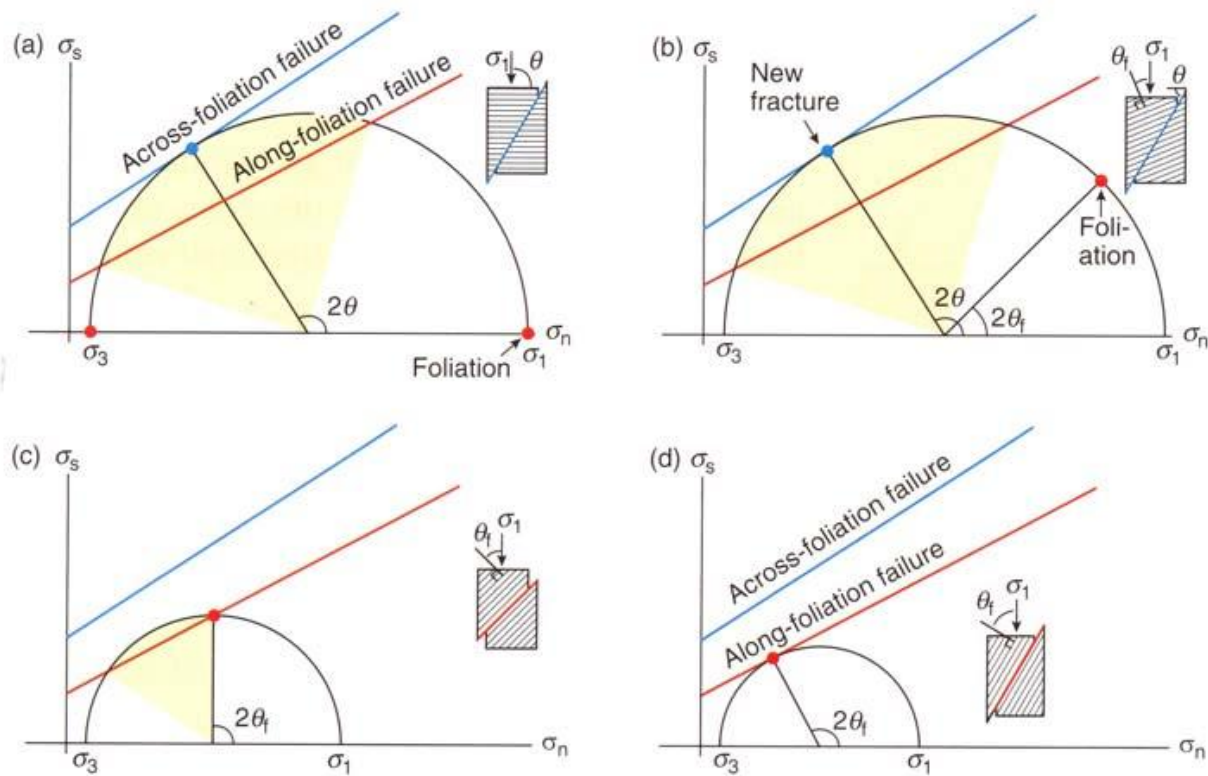 (a)
σs
Across-foliation failure
Along-foliation failure
σ1
θ
2θ
σ3
Foliation
σ1
σn
(b)
σs
New
fracture
θf
σ1
θ
Foli-
ation
2θ
2θf
σ3
σ1
σn
(c)
σs
θf
σ1
2θf
σ3
σ1
σn
(d)
σs
Across-foliation failure
Along-foliation failure
θf
σ1
2θf
σ3
σ1
σn